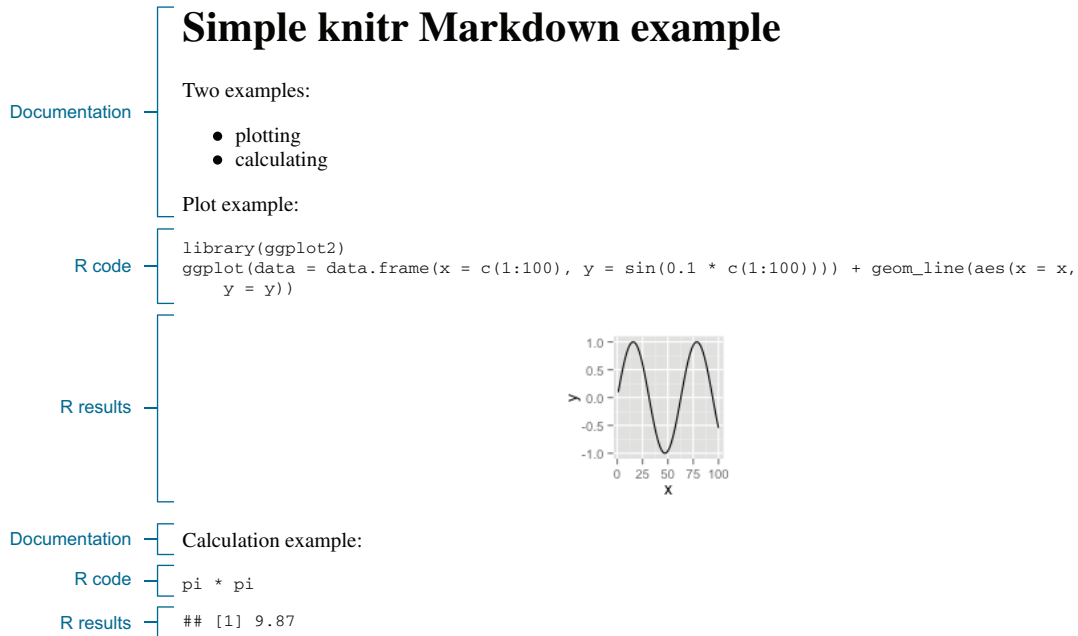 Simple knitr Markdown example
Documentation
Two examples:
• plotting
• calculating
Plot example:
R code
library(ggplot2)
ggplot(data = data.frame(x = c(1:100), y = sin(0.1 * c(1:100)))) + geom_line(aes(x = x,
y = y))
R results
1.0
0.5
0.0
-0.5
-1.0
y
0 25 50 75 100
x
Documentation
Calculation example:
R code
pi * pi
R results
## [1] 9.87